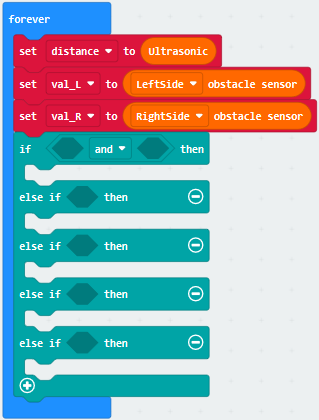 forever
set distance to Ultrasonic
set val_L to LeftSide obstacle sensor
set val_R to RightSide obstacle sensor
if and then
else if then
else if then
else if then
else if then